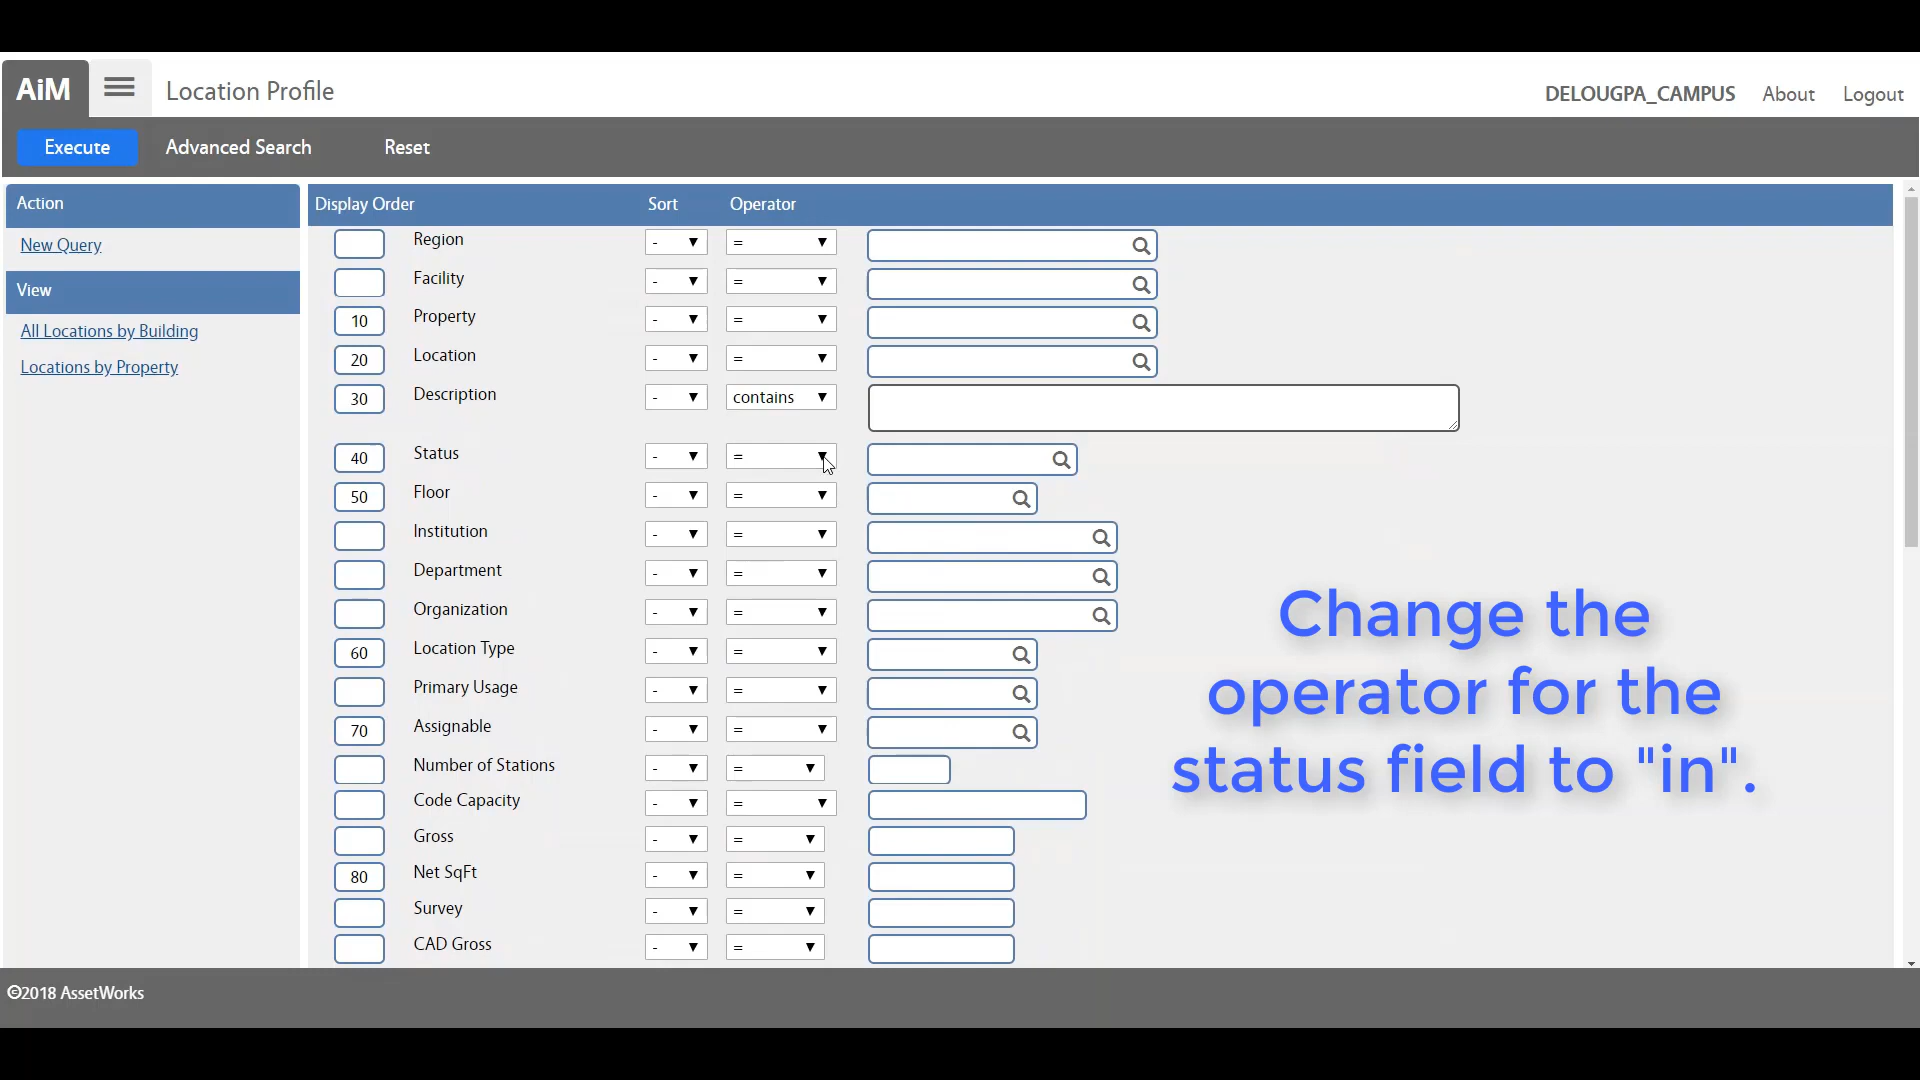 AiM Location Profile DELOUGPA_CAMPUS About Logout
Execute Advanced Search Reset
Action
New Query
View
All Locations by Building
Locations by Property
Display Order Sort Operator
Region - =
Facility - =
10 Property - =
20 Location - =
30 Description - contains
40 Status - =
50 Floor - =
Institution - =
Department - =
Organization - =
60 Location Type - =
Primary Usage - =
70 Assignable - =
Number of Stations - =
Code Capacity - =
Gross - =
80 Net SqFt - =
Survey - =
CAD Gross - =
Change the
operator for the
status field to "in".
©2018 AssetWorks